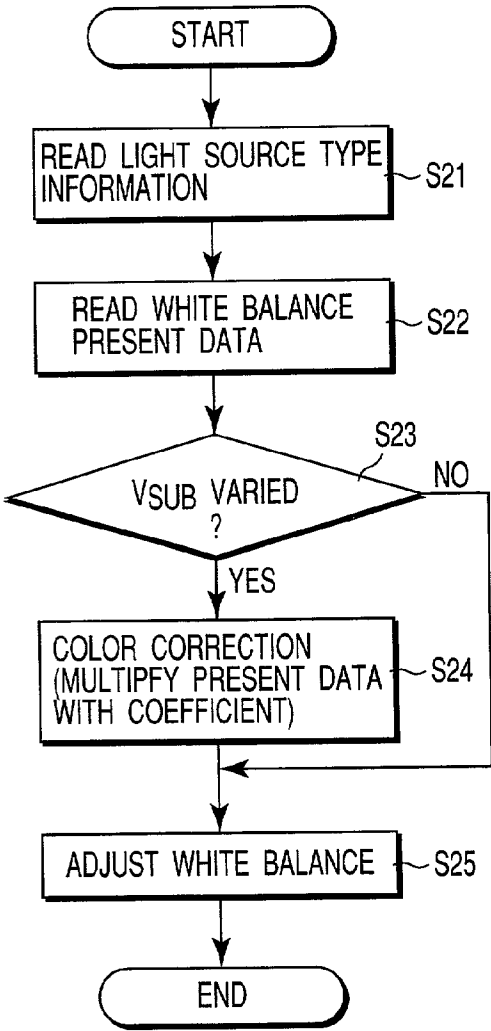 START
READ LIGHT SOURCE TYPE
INFORMATION
S21
READ WHITE BALANCE
PRESENT DATA
S22
S23
VSUB VARIED
?
NO
YES
COLOR CORRECTION
(MULTIPFY PRESENT DATA
WITH COEFFICIENT)
S24
ADJUST WHITE BALANCE
S25
END